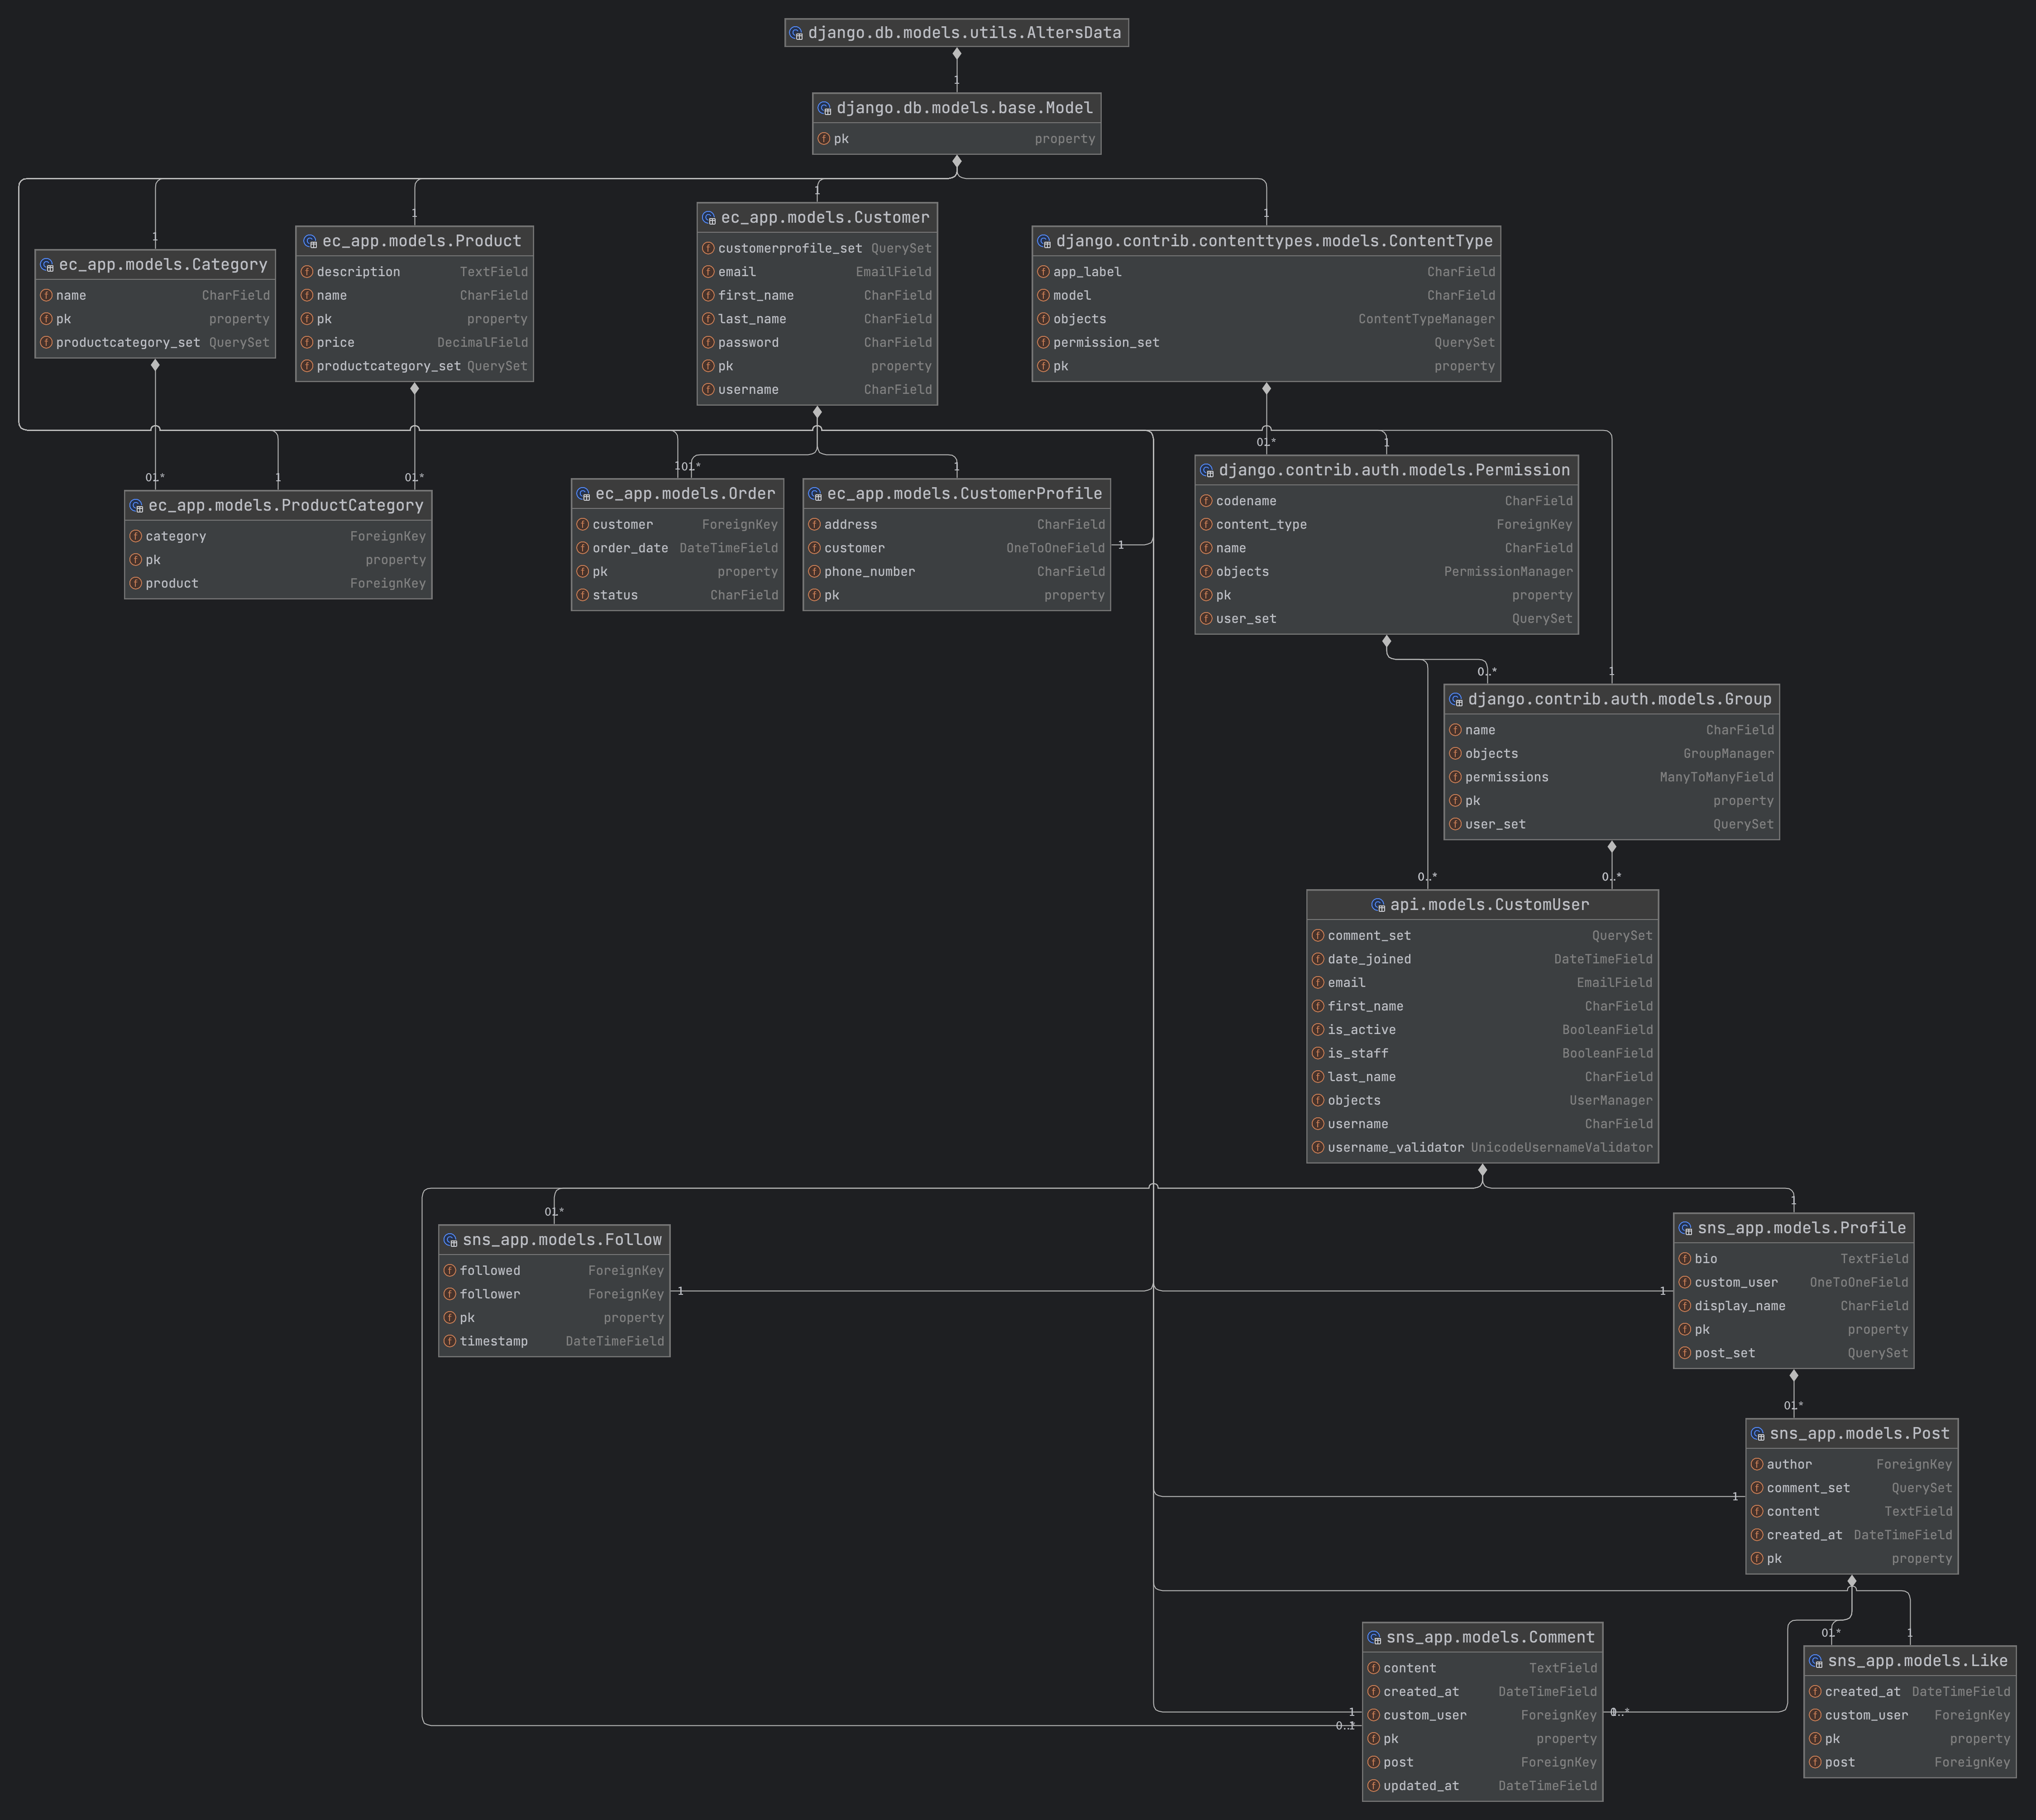 django.db.models.utils.AltersData
1
django.db.models.base.Model
pk property
1
1
1
1
ec_app.models.Category
name CharField
pk property
productcategory_set QuerySet
ec_app.models.Product
description TextField
name CharField
pk property
price DecimalField
productcategory_set QuerySet
ec_app.models.Customer
customerprofile_set QuerySet
email EmailField
first_name CharField
last_name CharField
password CharField
pk property
username CharField
django.contrib.contenttypes.models.ContentType
app_label CharField
model CharField
objects ContentTypeManager
permission_set QuerySet
pk property
1
1
1
1
ec_app.models.ProductCategory
category ForeignKey
pk property
product ForeignKey
ec_app.models.Order
customer ForeignKey
order_date DateTimeField
pk property
status CharField
ec_app.models.CustomerProfile
address CharField
customer OneToOneField
phone_number CharField
pk property
django.contrib.auth.models.Permission
codename CharField
content_type ForeignKey
name CharField
objects PermissionManager
pk property
user_set QuerySet
0..*
1
django.contrib.auth.models.Group
name CharField
objects GroupManager
permissions ManyToManyField
pk property
user_set QuerySet
0..*
0..*
api.models.CustomUser
comment_set QuerySet
date_joined DateTimeField
email EmailField
first_name CharField
is_active BooleanField
is_staff BooleanField
last_name CharField
objects UserManager
username CharField
username_validator UnicodeUsernameValidator
1
sns_app.models.Follow
followed ForeignKey
follower ForeignKey
pk property
timestamp DateTimeField
1
1
sns_app.models.Profile
bio TextField
custom_user OneToOneField
display_name CharField
pk property
post_set QuerySet
1
sns_app.models.Post
author ForeignKey
comment_set QuerySet
content TextField
created_at DateTimeField
pk property
1
1
sns_app.models.Comment
content TextField
created_at DateTimeField
custom_user ForeignKey
pk property
post ForeignKey
updated_at DateTimeField
sns_app.models.Like
created_at DateTimeField
custom_user ForeignKey
pk property
post ForeignKey